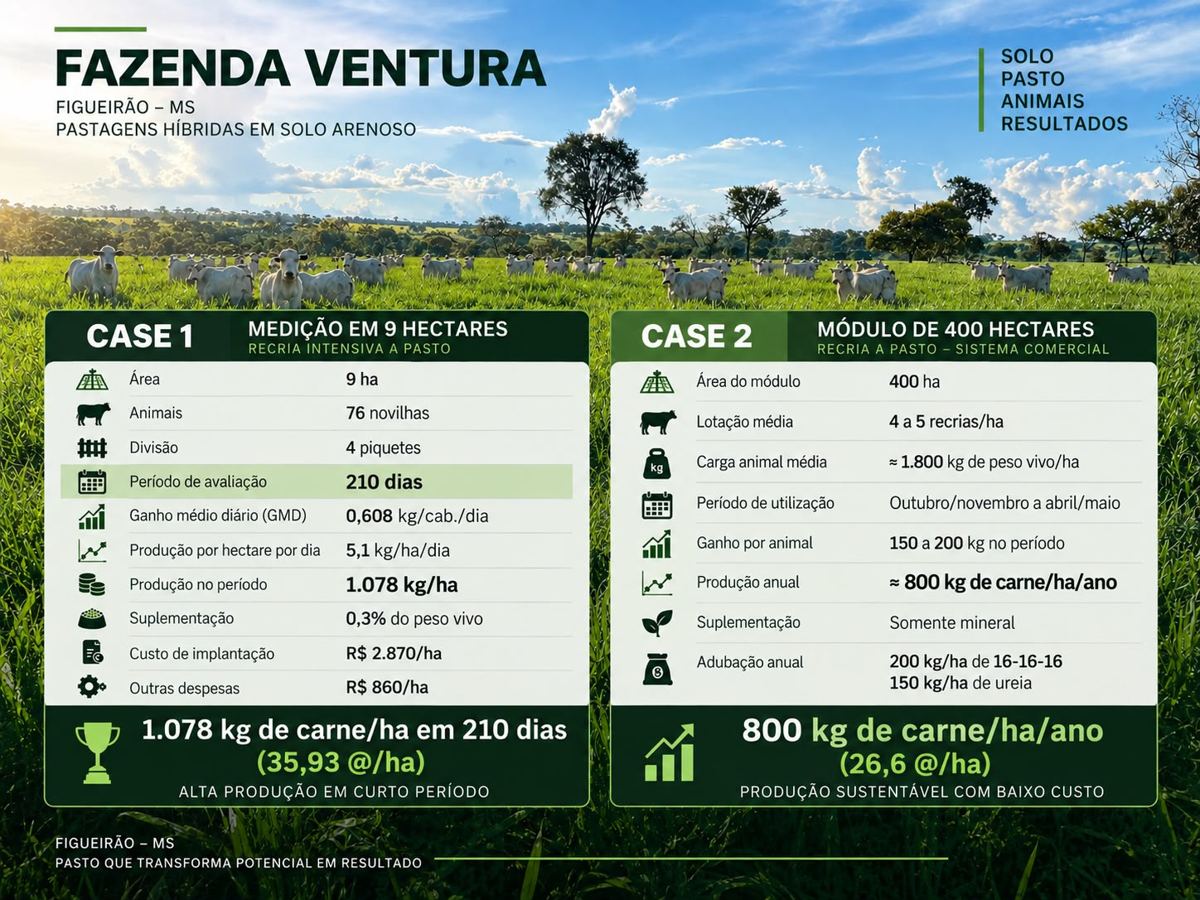 FAZENDA VENTURA
FIGUEIRÃO – MS
PASTAGENS HÍBRIDAS EM SOLO ARENOSO
SOLO
PASTO
ANIMAIS
RESULTADOS
CASE 1
MEDIÇÃO EM 9 HECTARES
RECRIA INTENSIVA A PASTO
Área 9 ha
Animais 76 novilhas
Divisão 4 piquetes
Período de avaliação 210 dias
Ganho médio diário (GMD) 0,608 kg/cab./dia
Produção por hectare por dia 5,1 kg/ha/dia
Produção no período 1.078 kg/ha
Suplementação 0,3% do peso vivo
Custo de implantação R$ 2.870/ha
Outras despesas R$ 860/ha
1.078 kg de carne/ha em 210 dias
(35,93 @/ha)
ALTA PRODUÇÃO EM CURTO PERÍODO
CASE 2
MÓDULO DE 400 HECTARES
RECRIA A PASTO – SISTEMA COMERCIAL
Área do módulo 400 ha
Lotação média 4 a 5 recrias/ha
kg
Carga animal média ≈ 1.800 kg de peso vivo/ha
Período de utilização Outubro/novembro a abril/maio
Ganho por animal 150 a 200 kg no período
Produção anual ≈ 800 kg de carne/ha/ano
Suplementação Somente mineral
Adubação anual 200 kg/ha de 16-16-16
150 kg/ha de ureia
800 kg de carne/ha/ano
(26,6 @/ha)
PRODUÇÃO SUSTENTÁVEL COM BAIXO CUSTO
FIGUEIRÃO – MS
PASTO QUE TRANSFORMA POTENCIAL EM RESULTADO